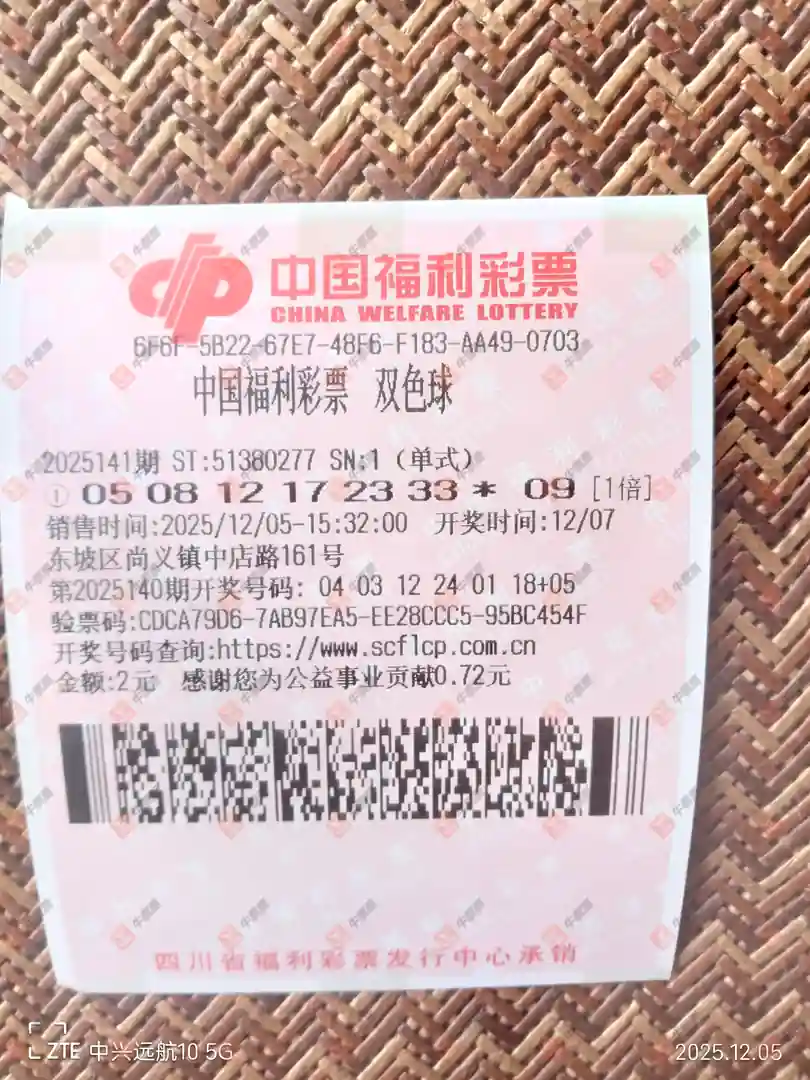 中国福利彩票
CHINA WELFARE LOTTERY
6F6F-5B22-67E7-48F6-F183-AA49-0703
中国福利彩票 双色球
2025141期 ST:51380277 SN:1 (单式)
① 05 08 12 17 23 33 * 09 [1倍]
销售时间:2025/12/05-15:32:00 开奖时间:12/07
东坡区尚义镇中店路161号
第2025140期开奖号码: 04 03 12 24 01 18+05
验票码:CDCA79D6-7AB97EA5-EE28CCC5-95BC454F
开奖号码查询:https://www.scflcp.com.cn
金额:2元 感谢您为公益事业贡献0.72元
四川省福利彩票发行中心承销
ZTE 中兴远航10 5G
2025.12.05